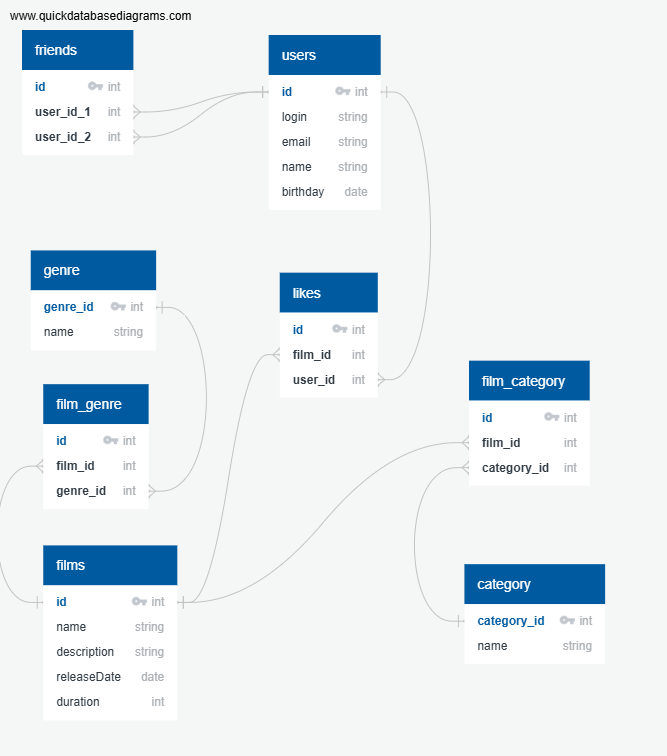 www.quickdatabasediagrams.com
friends
id int
user_id_1 int
user_id_2 int
users
id int
login string
email string
name string
birthday date
genre
genre_id int
name string
likes
id int
film_id int
user_id int
film_genre
id int
film_id int
genre_id int
film_category
id int
film_id int
category_id int
films
id int
name string
description string
releaseDate date
duration int
category
category_id int
name string